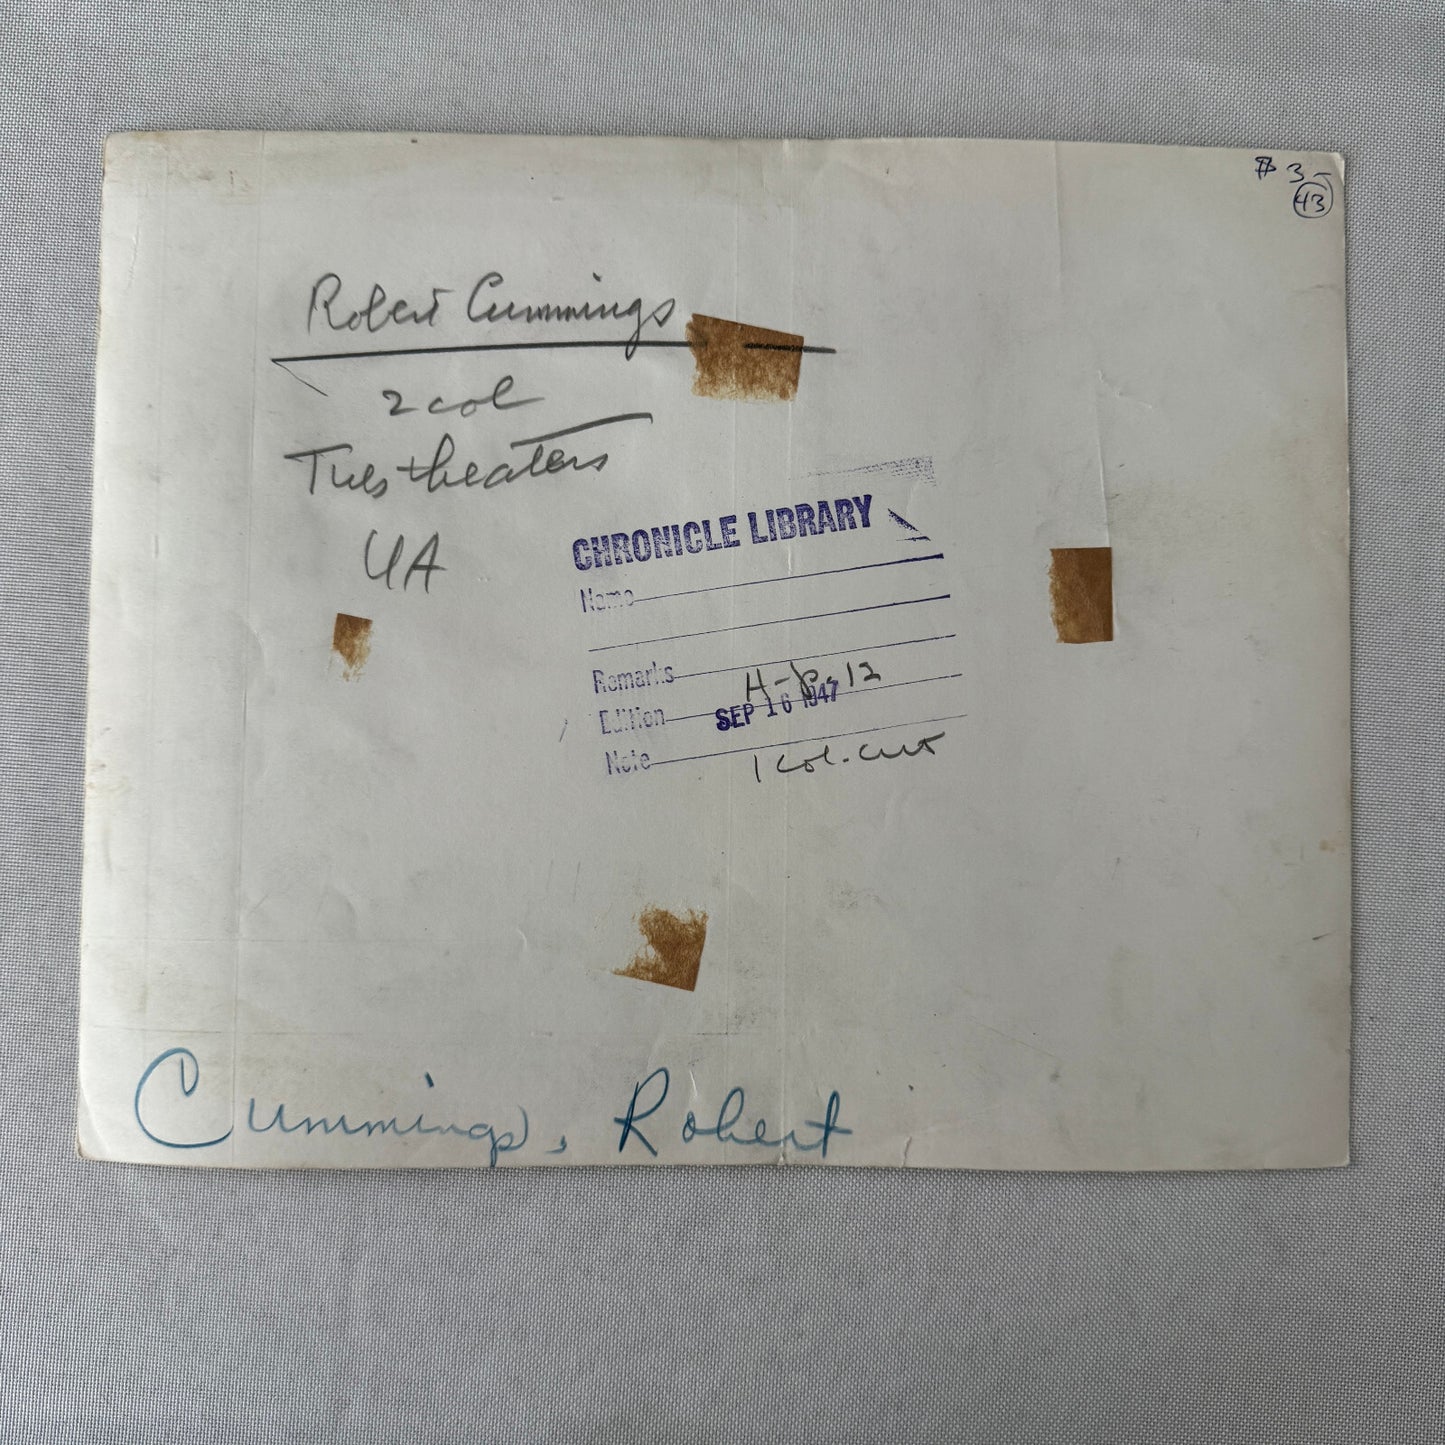 $ 3-
43
Robert Cummings
2 col
Tues theaters
UA
CHRONICLE LIBRARY
Name
Remarks
H- 12
Edition SEP 16 1947
Note 1 col. cut
Cummings, Robert